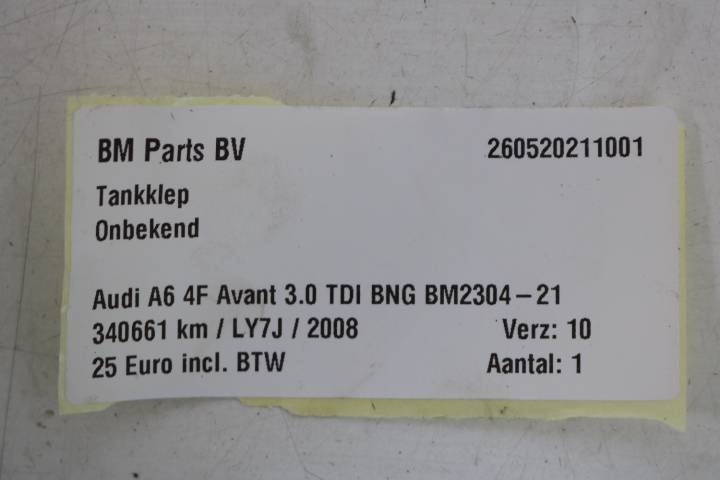 BM Parts BV 260520211001
Tankklep
Onbekend
Audi A6 4F Avant 3.0 TDI BNG BM2304-21
340661 km / LY7J / 2008 Verz: 10
25 Euro incl. BTW Aantal: 1